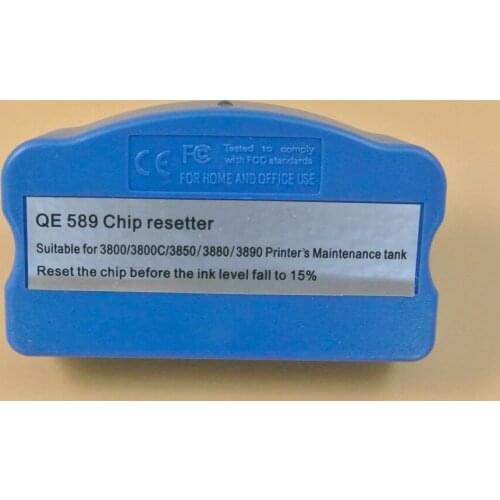 CE FC Tested to comply
with FCC standards
FOR HOME AND OFFICE USE
QE 589 Chip resetter
Suitable for 3800/3800C/3850/3880/3890 Printer's Maintenance tank
Reset the chip before the ink level fall to 15%